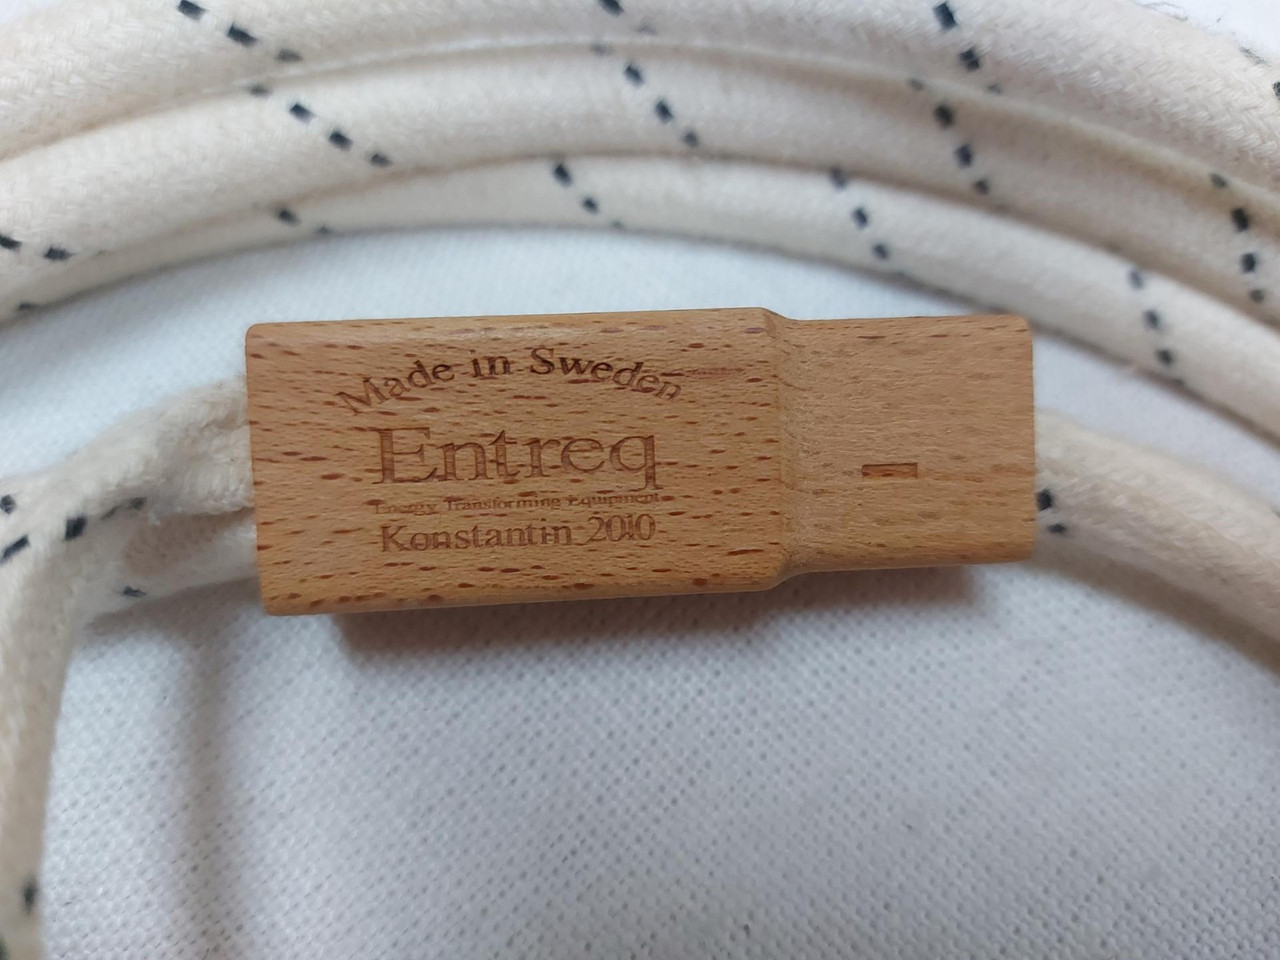 Made in Sweden
Entreq
Energy Transforming Equipment
Konstantin 2010
-